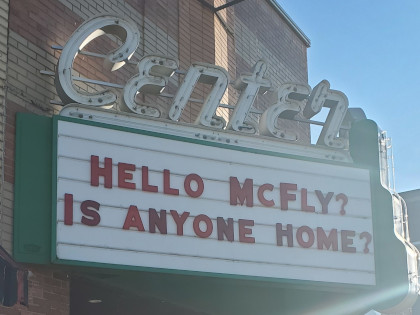 Center
HELLO McFLY?
IS ANYONE HOME?